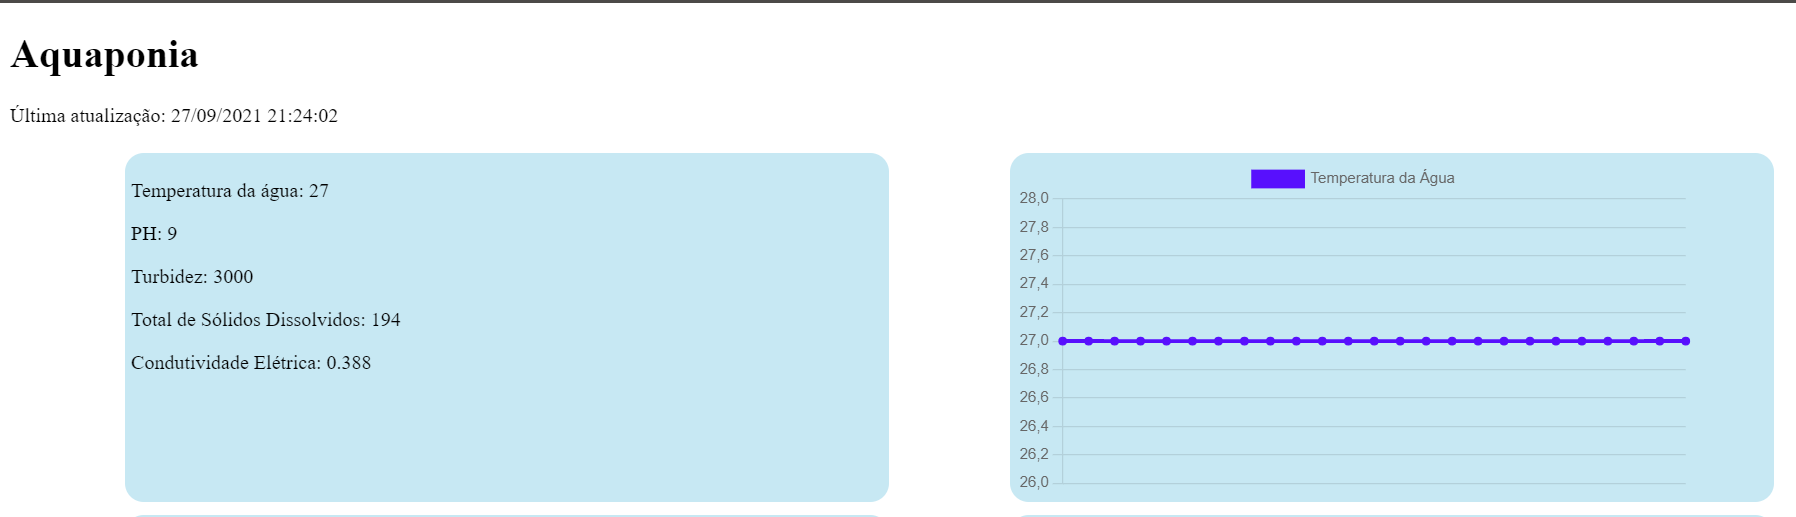 Aquaponia
Última atualização: 27/09/2021 21:24:02
Temperatura da água: 27
PH: 9
Turbidez: 3000
Total de Sólidos Dissolvidos: 194
Condutividade Elétrica: 0.388
Temperatura da Água
28,0
27,8
27,6
27,4
27,2
27,0
26,8
26,6
26,4
26,2
26,0